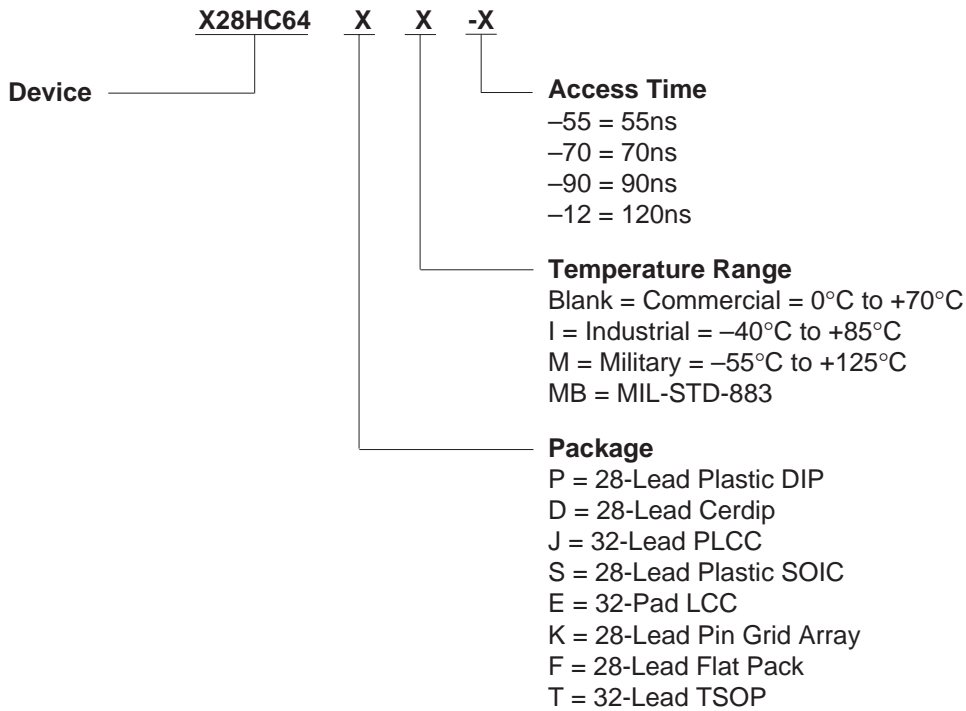 X28HC64 X X -X
Device
Access Time
–55 = 55ns
–70 = 70ns
–90 = 90ns
–12 = 120ns
Temperature Range
Blank = Commercial = 0°C to +70°C
I = Industrial = –40°C to +85°C
M = Military = –55°C to +125°C
MB = MIL-STD-883
Package
P = 28-Lead Plastic DIP
D = 28-Lead Cerdip
J = 32-Lead PLCC
S = 28-Lead Plastic SOIC
E = 32-Pad LCC
K = 28-Lead Pin Grid Array
F = 28-Lead Flat Pack
T = 32-Lead TSOP